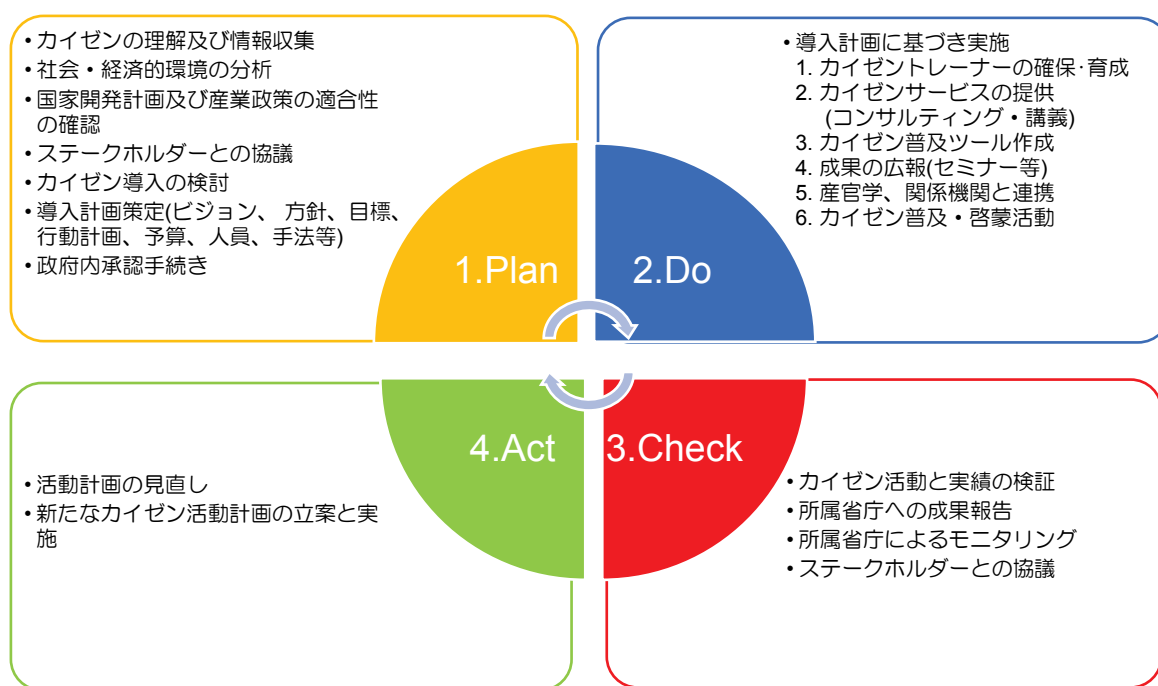 • カイゼンの理解及び情報収集
• 社会・経済的環境の分析
• 国家開発計画及び産業政策の適合性
の確認
• ステークホルダーとの協議
• カイゼン導入の検討
• 導入計画策定(ビジョン、 方針、目標、
行動計画、予算、人員、手法等)
• 政府内承認手続き
1.Plan
• 導入計画に基づき実施
1. カイゼントレーナーの確保･育成
2. カイゼンサービスの提供
(コンサルティング・講義)
3. カイゼン普及ツール作成
4. 成果の広報(セミナー等)
5. 産官学、関係機関と連携
6. カイゼン普及・啓蒙活動
2.Do
4.Act
• 活動計画の見直し
• 新たなカイゼン活動計画の立案と実
施
3.Check
• カイゼン活動と実績の検証
• 所属省庁への成果報告
• 所属省庁によるモニタリング
• ステークホルダーとの協議